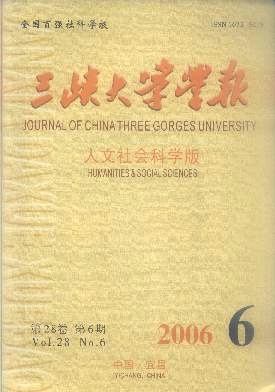 全国百强社科学报
三峡大学学报
JOURNAL OF CHINA THREE GORGES UNIVERSITY
人文社会科学版
HUMANITIES & SOCIAL SCIENCES
第28卷 第6期
Vol.28 No.6
2006 6
中国·宜昌
YICHANG, CHINA